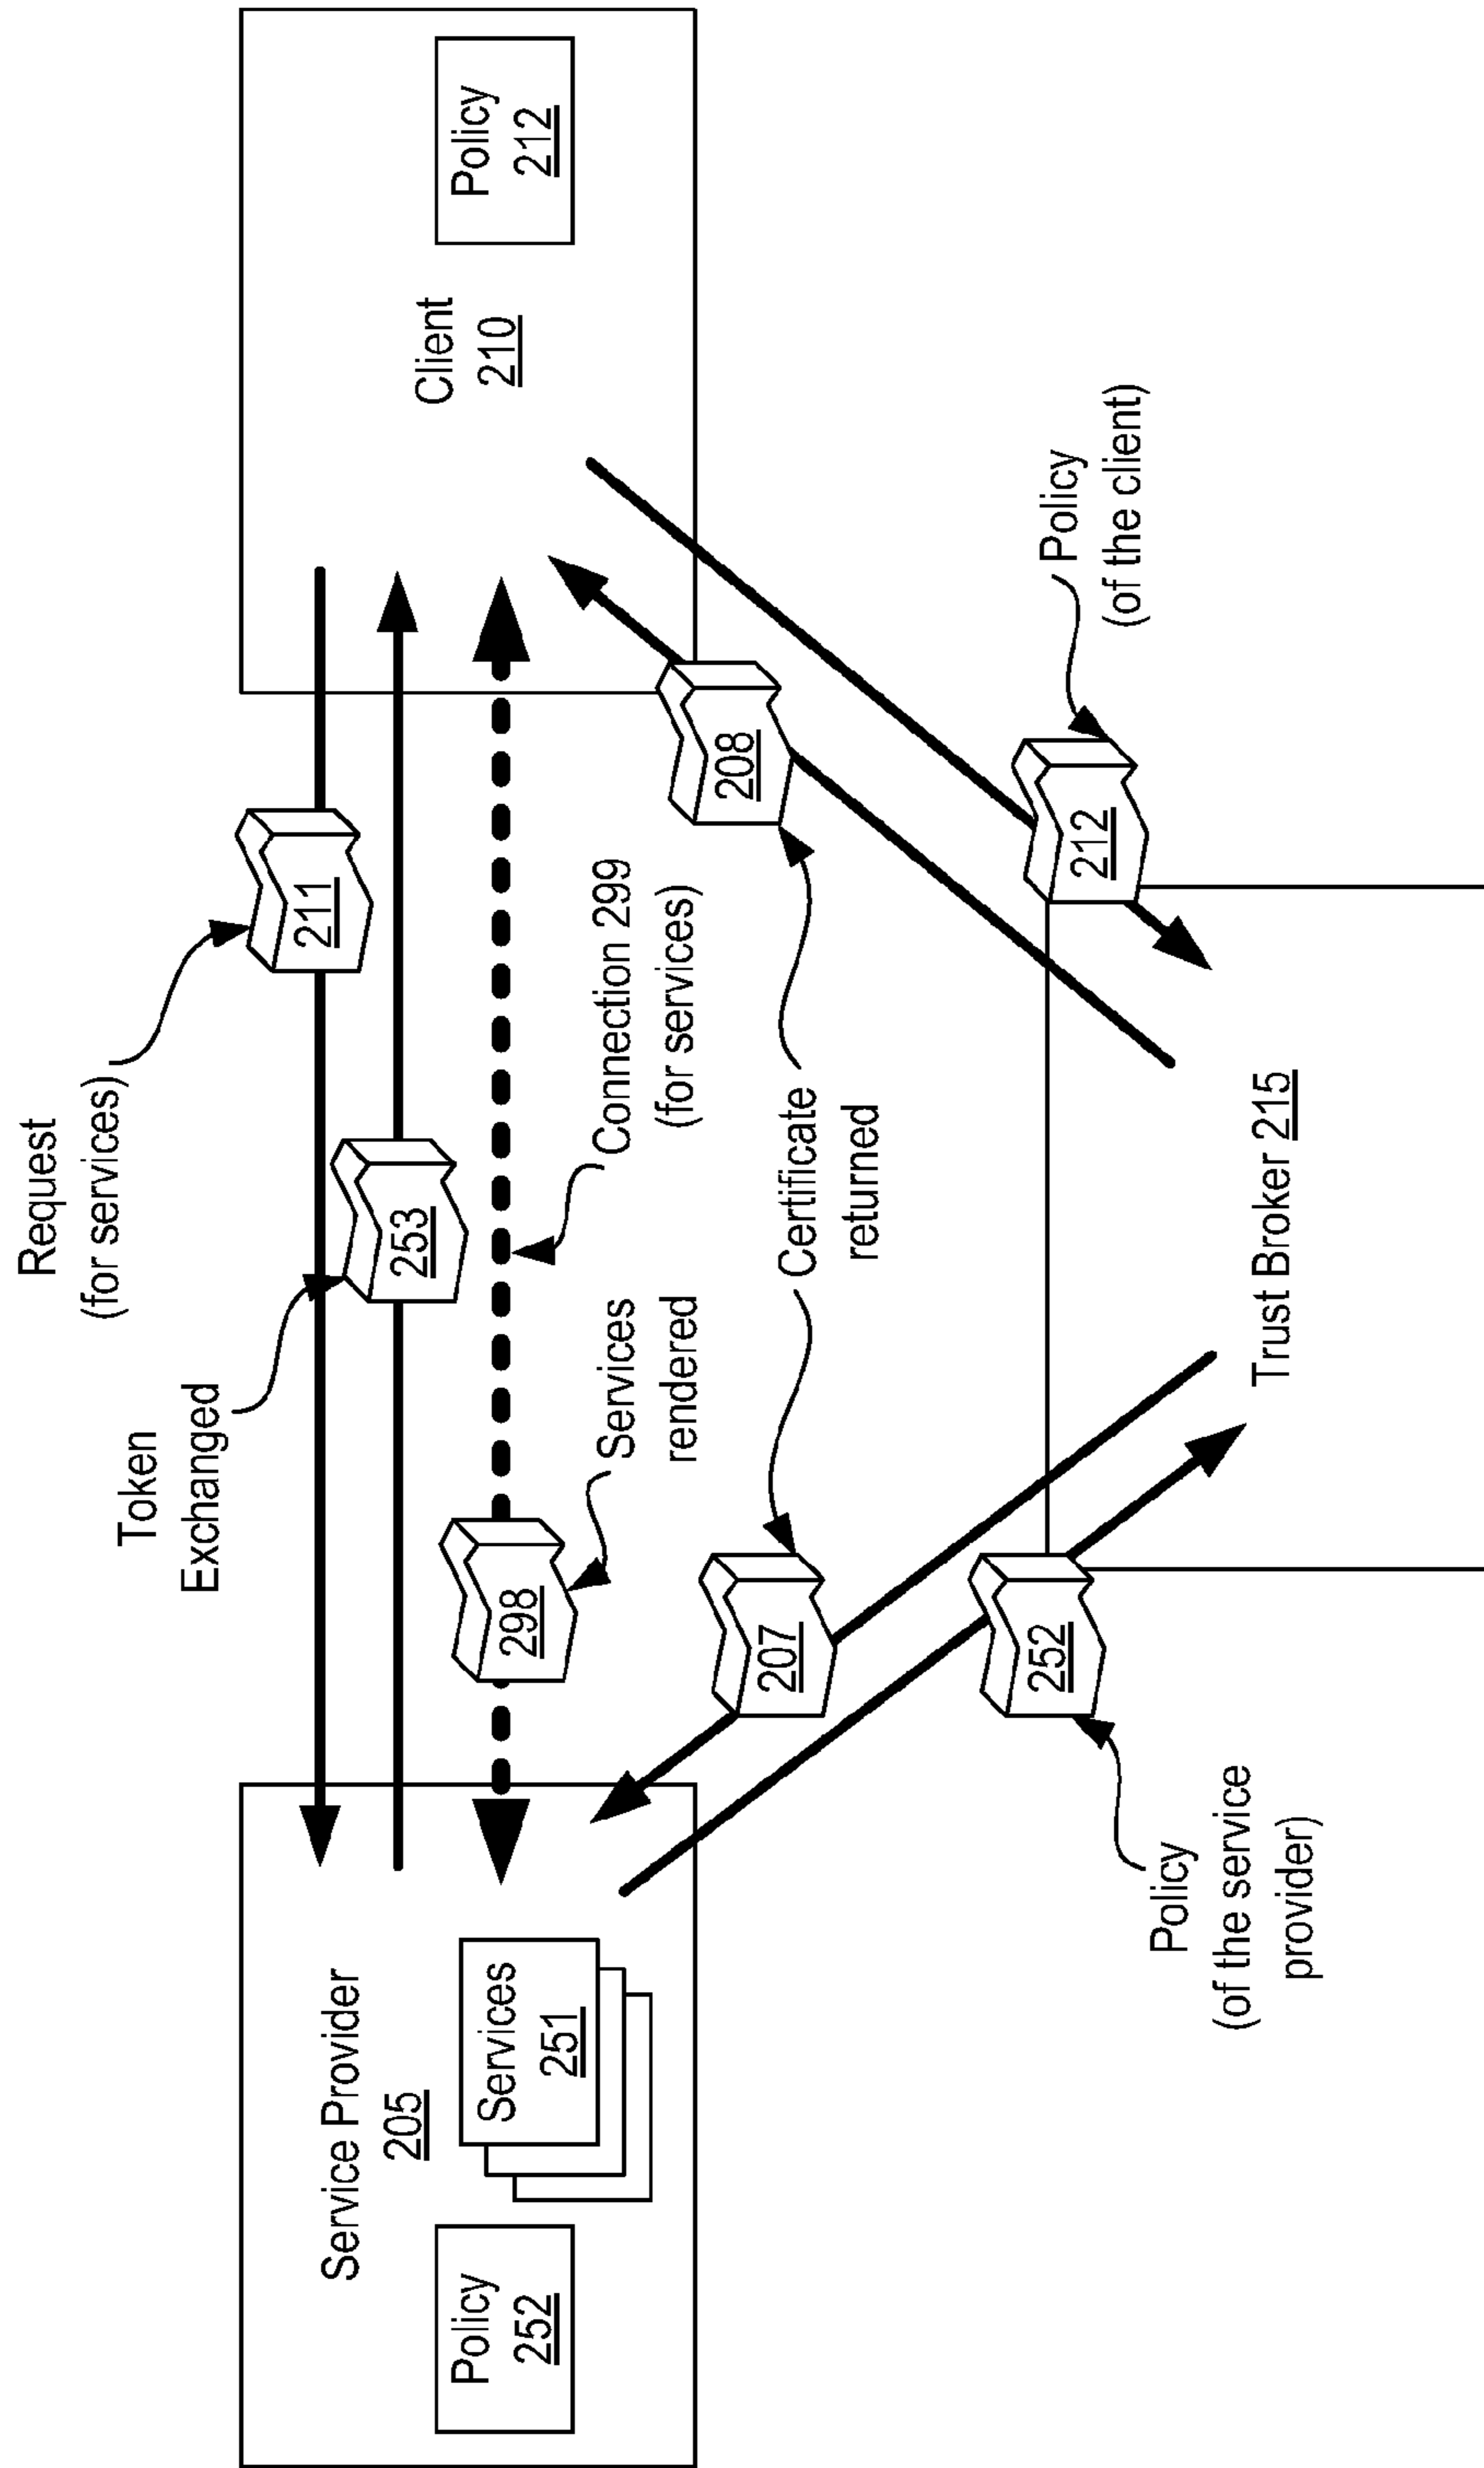 Request
(for services)
Token
Exchanged
211
253
Service Provider
205
Policy
252
Services
251
Client
210
Policy
212
298
Services
rendered
Connection 299
(for services)
207
208
Certificate
returned
252
212
Policy
(of the service
provider)
Policy
(of the client)
Trust Broker 215